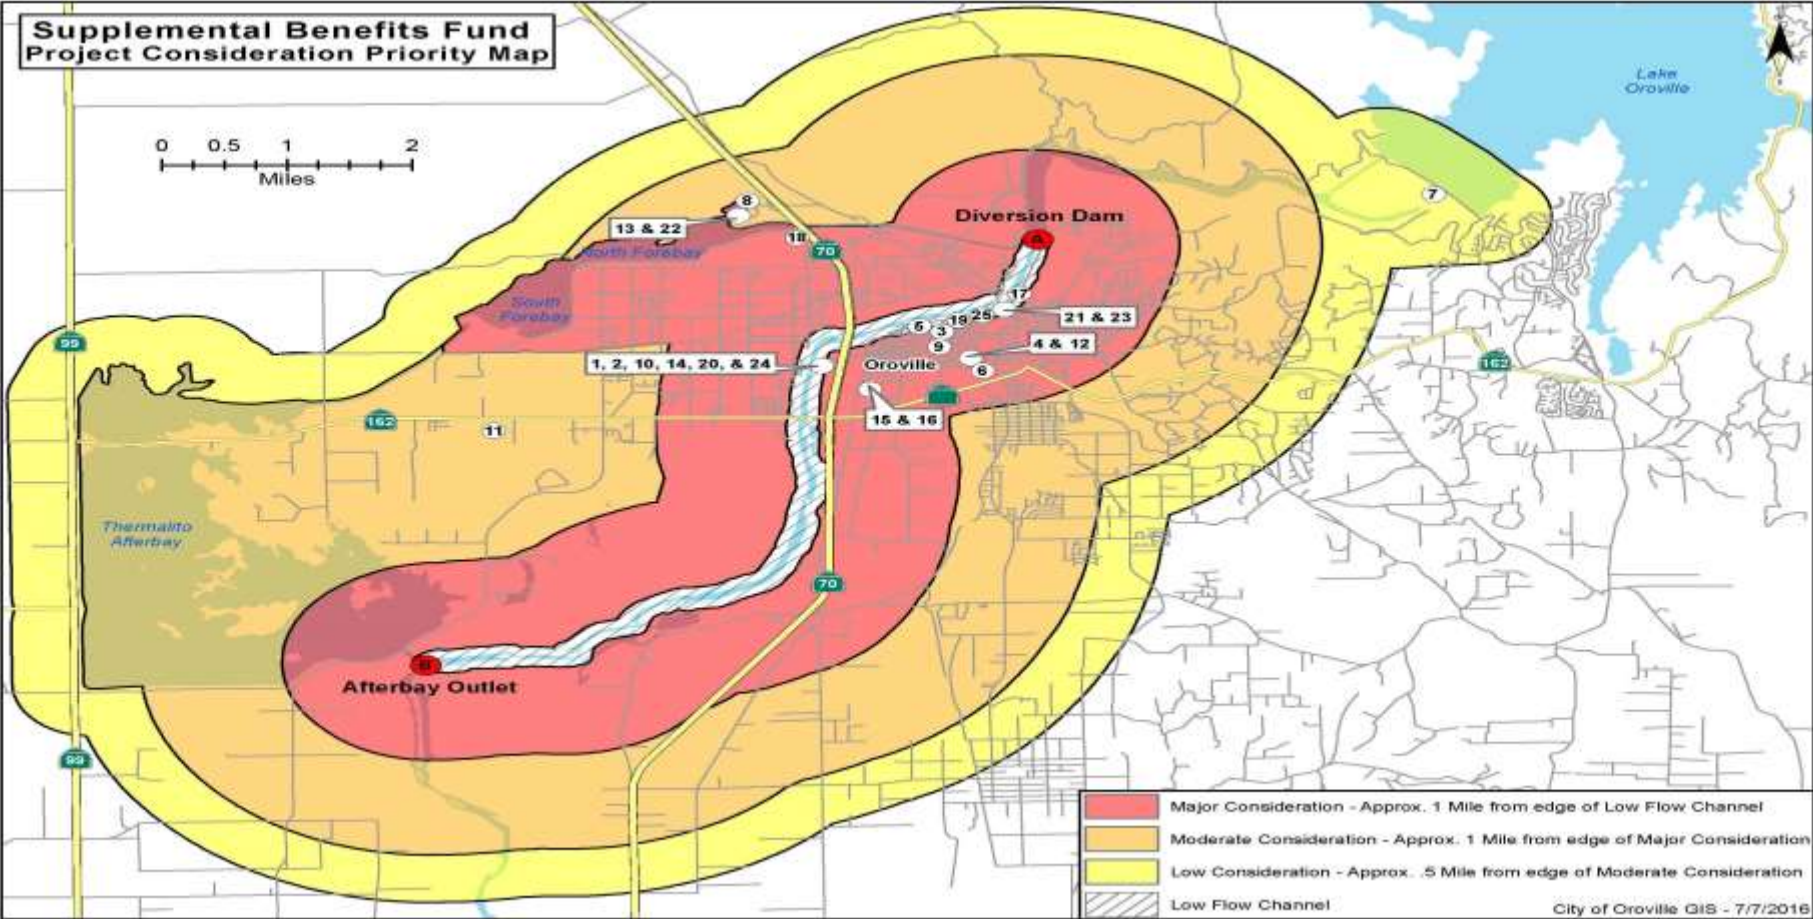 Supplemental Benefits Fund
Project Consideration Priority Map
Lake
Oroville
0 0.5 1 2
Miles
7
8
13 & 22
Diversion Dam
18
A
North Forebay
70
17
South
Forebay
21 & 23
5
3
19
25
9
4 & 12
99
1, 2, 10, 14, 20, & 24
Oroville
6
162
162
11
15 & 16
Thermalito
Afterbay
70
B
Afterbay Outlet
99
Major Consideration - Approx. 1 Mile from edge of Low Flow Channel
Moderate Consideration - Approx. 1 Mile from edge of Major Consideration
Low Consideration - Approx. .5 Mile from edge of Moderate Consideration
Low Flow Channel
City of Oroville GIS - 7/7/2016